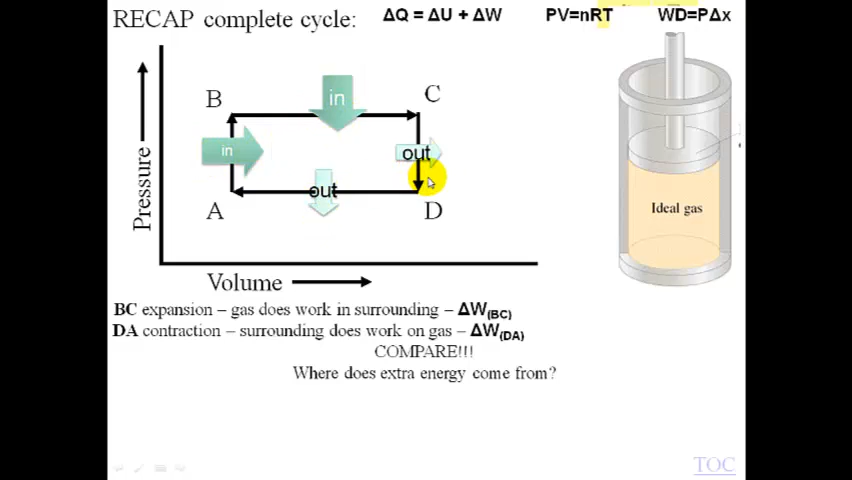 RECAP complete cycle:
ΔQ = ΔU + ΔW
PV=nRT
WD=PΔx
B
in
C
in
out
Pressure
out
A
D
Ideal gas
Volume
BC expansion – gas does work in surrounding – ΔW(BC)
DA contraction – surrounding does work on gas – ΔW(DA)
COMPARE!!!
Where does extra energy come from?
TOC